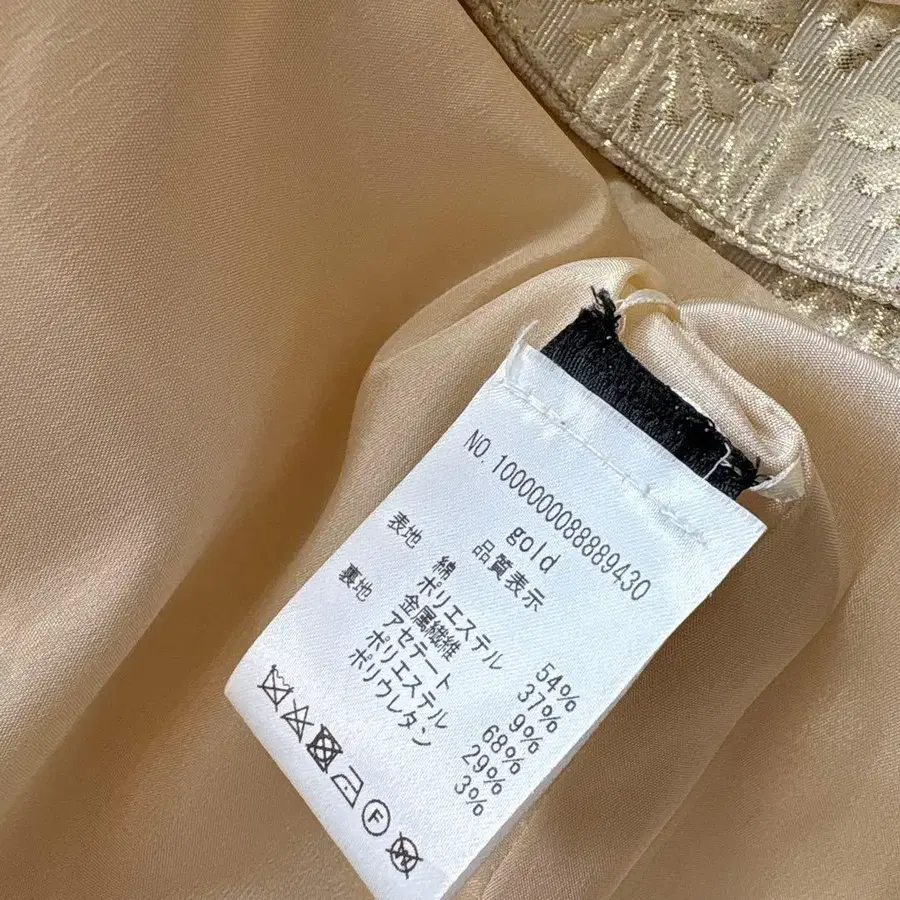 NO. 1000000088889430
gold
品質表示
表地 綿 54%
ポリエステル 37%
金属繊維 9%
裏地 アセテート 68%
ポリエステル 29%
ポリウレタン 3%
F
W